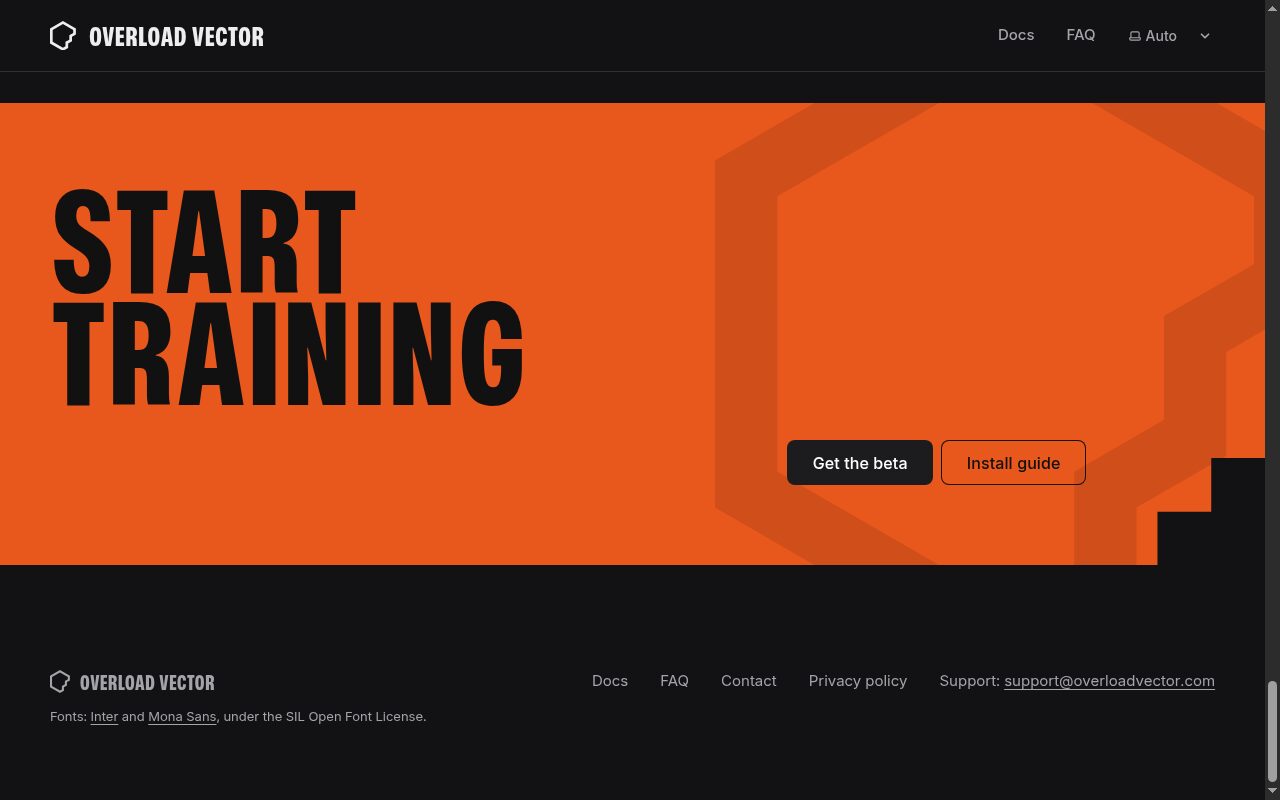 OVERLOAD VECTOR
Docs FAQ Auto
START
TRAINING
Get the beta Install guide
OVERLOAD VECTOR
Docs FAQ Contact Privacy policy Support: support@overloadvector.com
Fonts: Inter and Mona Sans, under the SIL Open Font License.